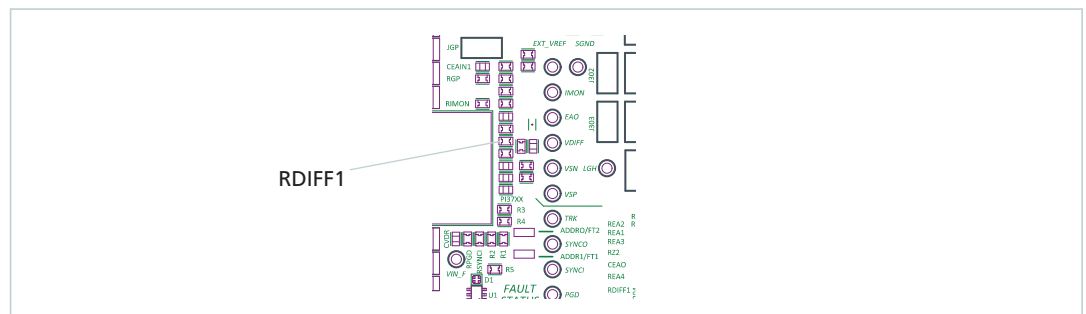 EXT_VREF SGND
JGP
CEAIN1
RGP
J302
IMON
RIMON
EAO
J303
VDIFF
RDIFF1
VSN LGH
VSP
PI37XX
R3
TRK
R4
REA2
ADDR0/FT2
REA1
CVDR
RPGD
RSYNCI
R2
R1
SYNCO
REA3
ADDR1/FT1
RZ2
VIN_F
R5
SYNCI
CEAO
D1
REA4
U1
FAULT
STATUS
PGD
RDIFF1